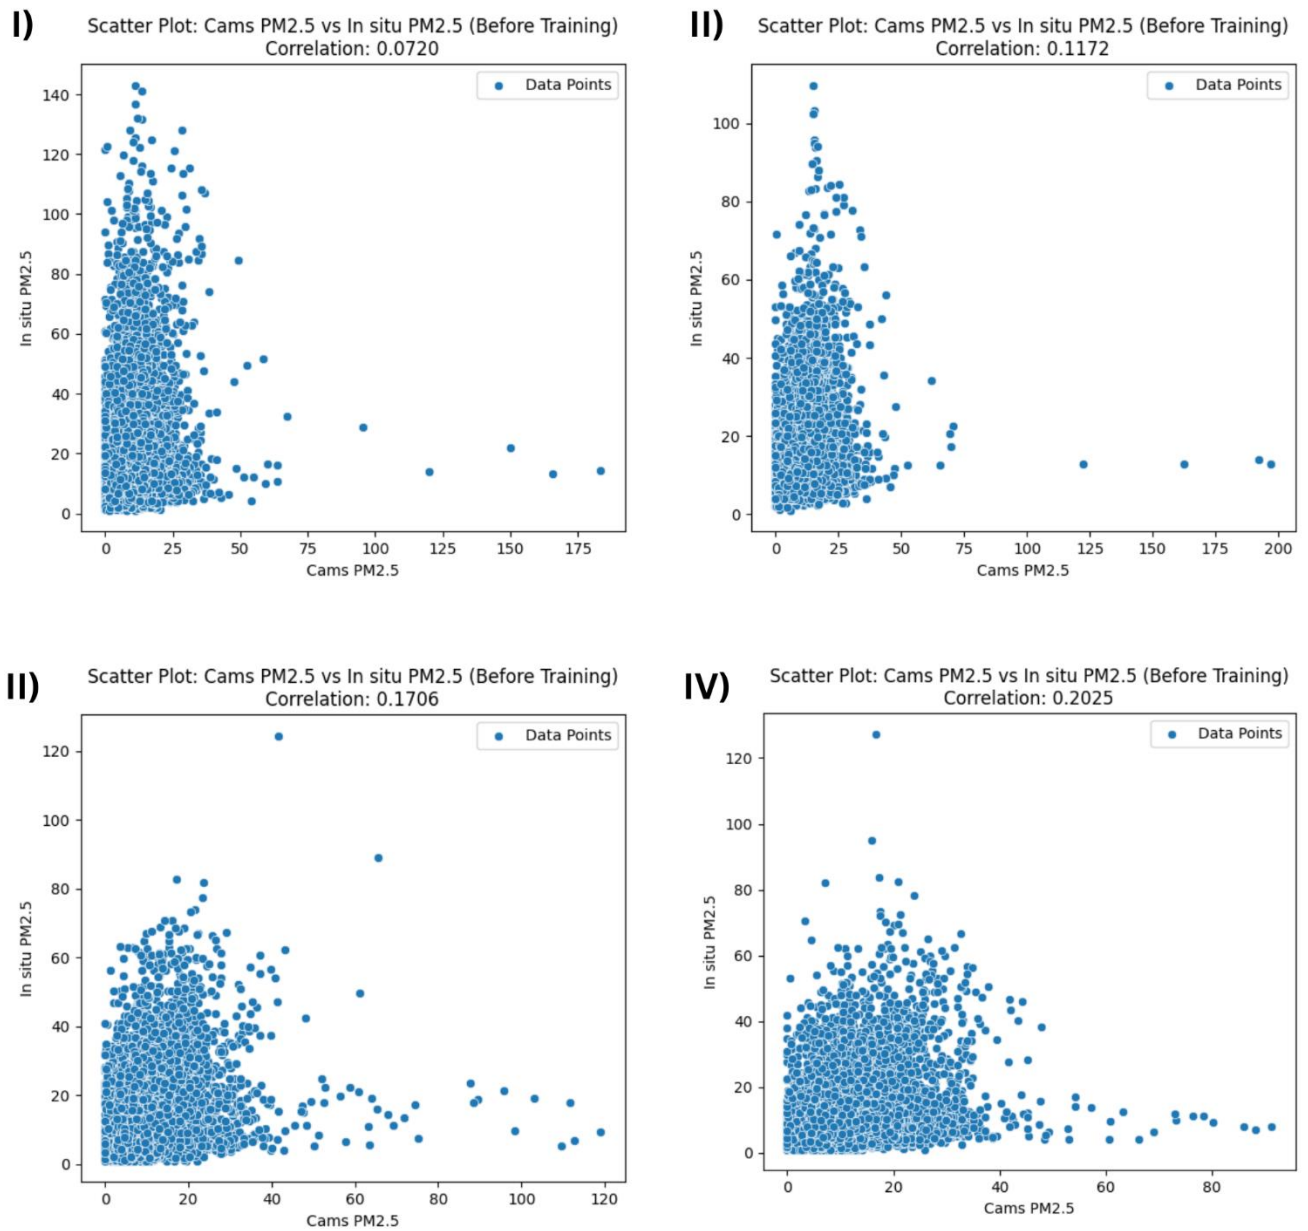 I)
Scatter Plot: Cams PM2.5 vs In situ PM2.5 (Before Training)
Correlation: 0.0720
Data Points
In situ PM2.5
140
120
100
80
60
40
20
0
0 25 50 75 100 125 150 175
Cams PM2.5
II)
Scatter Plot: Cams PM2.5 vs In situ PM2.5 (Before Training)
Correlation: 0.1172
Data Points
In situ PM2.5
100
80
60
40
20
0
0 25 50 75 100 125 150 175 200
Cams PM2.5
II)
Scatter Plot: Cams PM2.5 vs In situ PM2.5 (Before Training)
Correlation: 0.1706
Data Points
In situ PM2.5
120
100
80
60
40
20
0
0 20 40 60 80 100 120
Cams PM2.5
IV)
Scatter Plot: Cams PM2.5 vs In situ PM2.5 (Before Training)
Correlation: 0.2025
Data Points
In situ PM2.5
120
100
80
60
40
20
0
0 20 40 60 80
Cams PM2.5